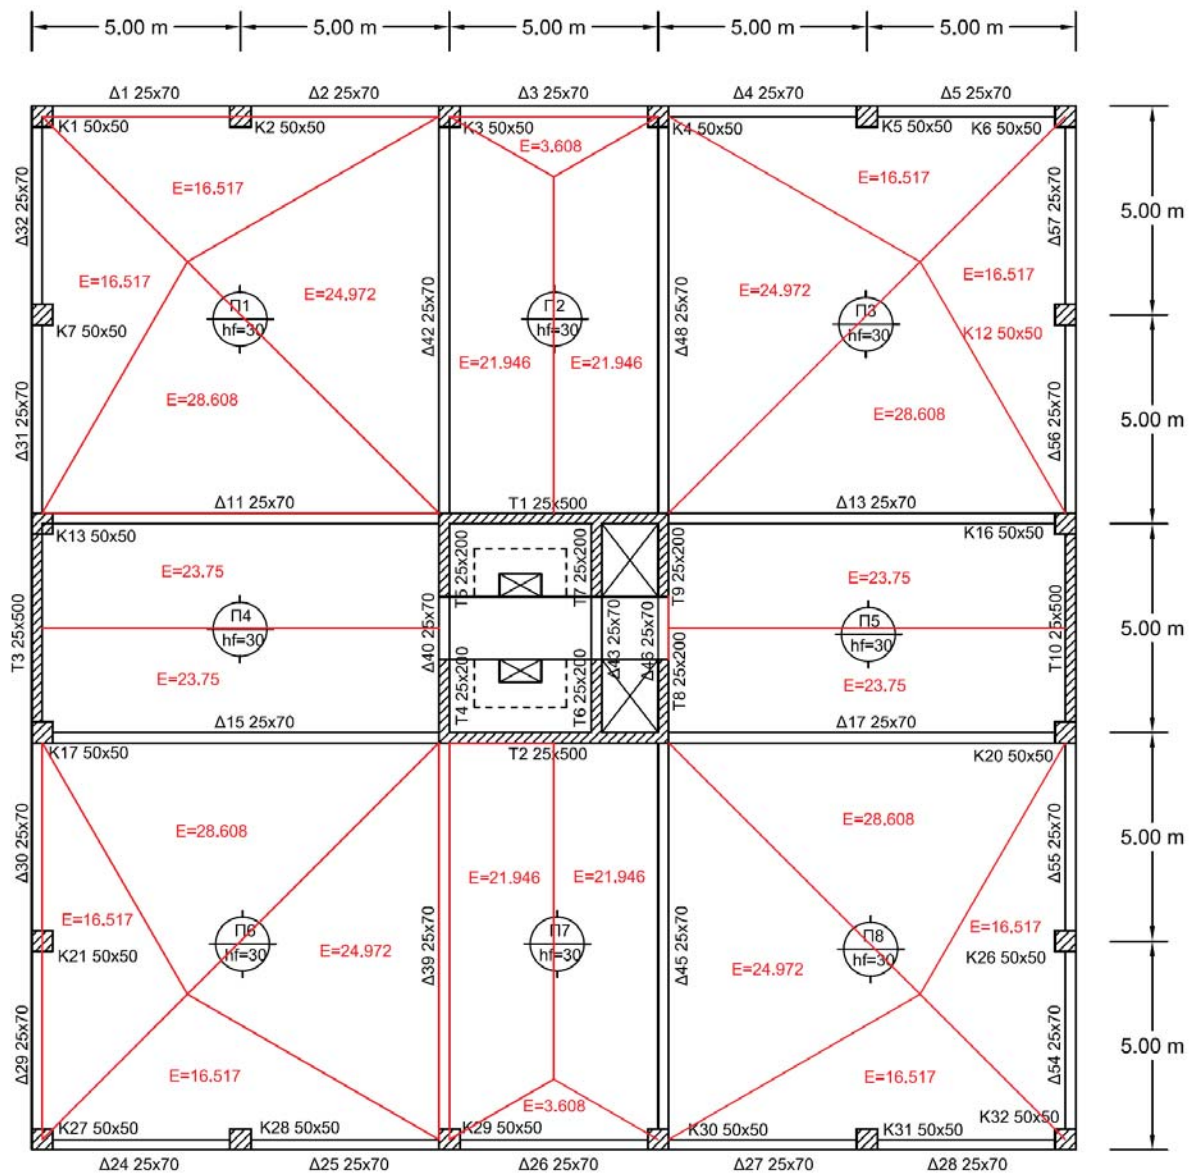 5.00 m
5.00 m
5.00 m
5.00 m
5.00 m
Δ1 25x70
Δ2 25x70
Δ3 25x70
Δ4 25x70
Δ5 25x70
K1 50x50
K2 50x50
K3 50x50
K4 50x50
K5 50x50
K6 50x50
E=3.608
E=16.517
E=16.517
Δ32 25x70
Δ57 25x70
5.00 m
E=16.517
E=24.972
E=24.972
E=16.517
Π1
hf=30
Π2
hf=30
Π3
hf=30
K7 50x50
K12 50x50
Δ42 25x70
Δ48 25x70
E=21.946
E=21.946
E=28.608
E=28.608
Δ31 25x70
Δ56 25x70
5.00 m
Δ11 25x70
T1 25x500
Δ13 25x70
K13 50x50
K16 50x50
T5 25x200
T7 25x200
T9 25x200
E=23.75
E=23.75
Π4
hf=30
Π5
hf=30
T3 25x500
Δ40 25x70
Δ43 25x70
Δ46 25x70
T10 25x500
5.00 m
E=23.75
E=23.75
T4 25x200
T6 25x200
T8 25x200
Δ15 25x70
Δ17 25x70
K17 50x50
T2 25x500
K20 50x50
E=28.608
E=28.608
Δ30 25x70
Δ55 25x70
5.00 m
E=21.946
E=21.946
E=16.517
E=16.517
Π6
hf=30
Π7
hf=30
Π8
hf=30
K21 50x50
K26 50x50
E=24.972
Δ39 25x70
Δ45 25x70
E=24.972
Δ29 25x70
Δ54 25x70
5.00 m
E=16.517
E=3.608
E=16.517
K27 50x50
K28 50x50
K29 50x50
K30 50x50
K31 50x50
K32 50x50
Δ24 25x70
Δ25 25x70
Δ26 25x70
Δ27 25x70
Δ28 25x70